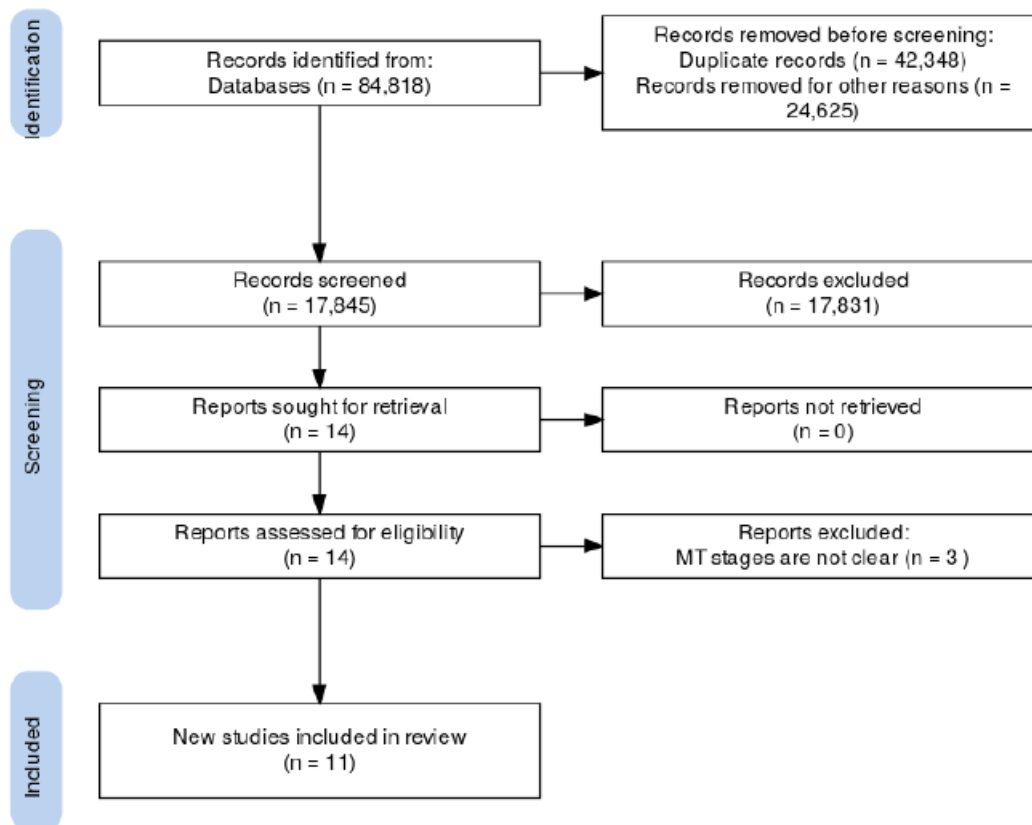 Identification
Records identified from:
Databases (n = 84,818)
Records removed before screening:
Duplicate records (n = 42,348)
Records removed for other reasons (n =
24,625)
Screening
Records screened
(n = 17,845)
Records excluded
(n = 17,831)
Reports sought for retrieval
(n = 14)
Reports not retrieved
(n = 0)
Reports assessed for eligibility
(n = 14)
Reports excluded:
MT stages are not clear (n = 3 )
Included
New studies included in review
(n = 11)